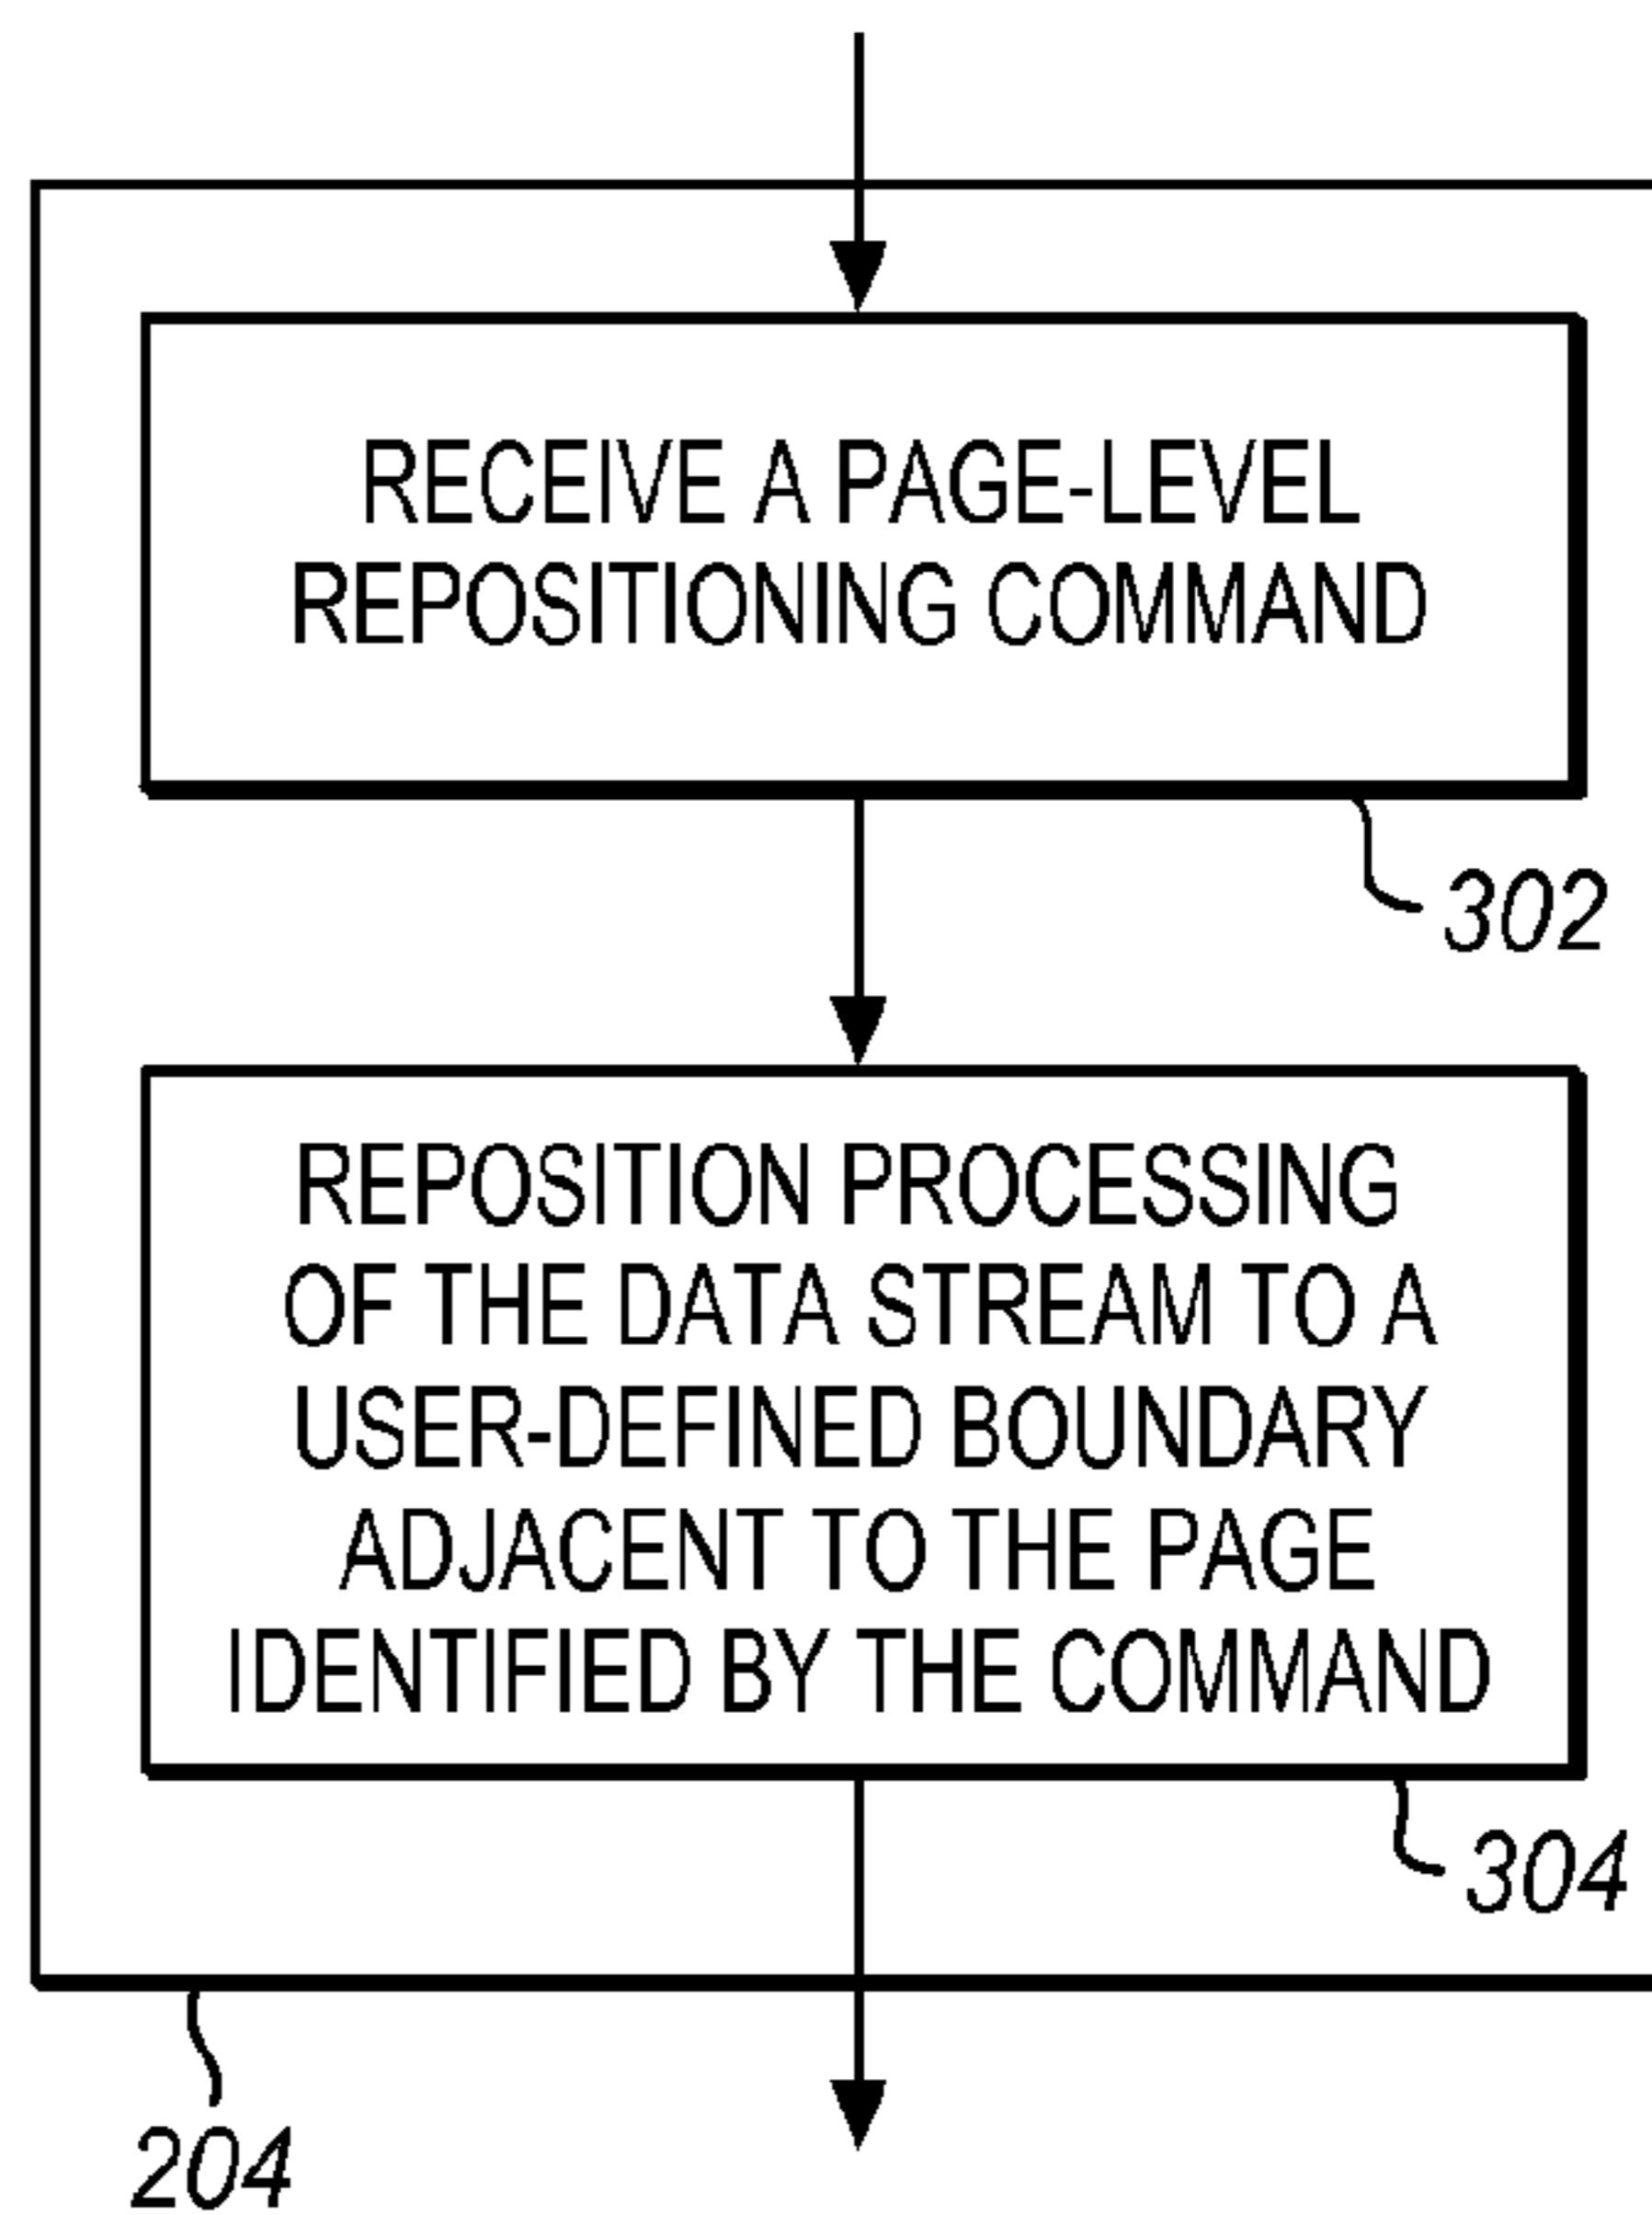 RECEIVE A PAGE-LEVEL
REPOSITIONING COMMAND
302
REPOSITION PROCESSING
OF THE DATA STREAM TO A
USER-DEFINED BOUNDARY
ADJACENT TO THE PAGE
IDENTIFIED BY THE COMMAND
304
204